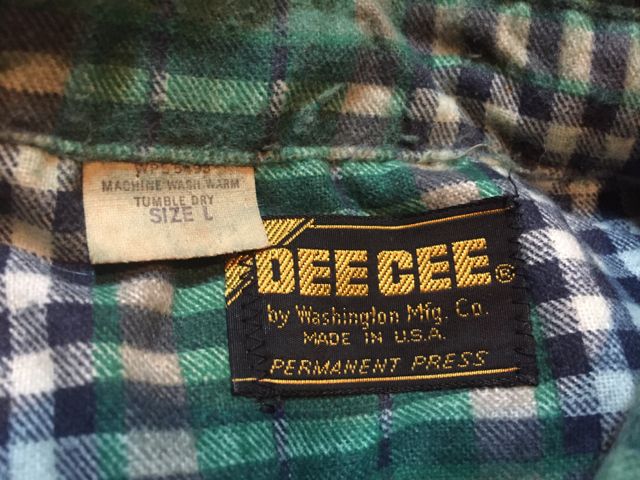 MACHINE WASH WARM
TUMBLE DRY
SIZE L
DEE CEE®
by Washington Mfg. Co.
MADE IN U.S.A.
PERMANENT PRESS